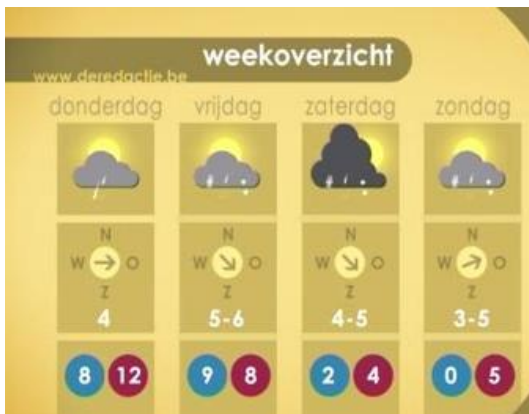 weekoverzicht
www.deredactie.be
donderdag vrijdag zaterdag zondag
N N N N
W O W O W O W O
Z Z Z Z
4 5-6 4-5 3-5
8 12 9 8 2 4 0 5